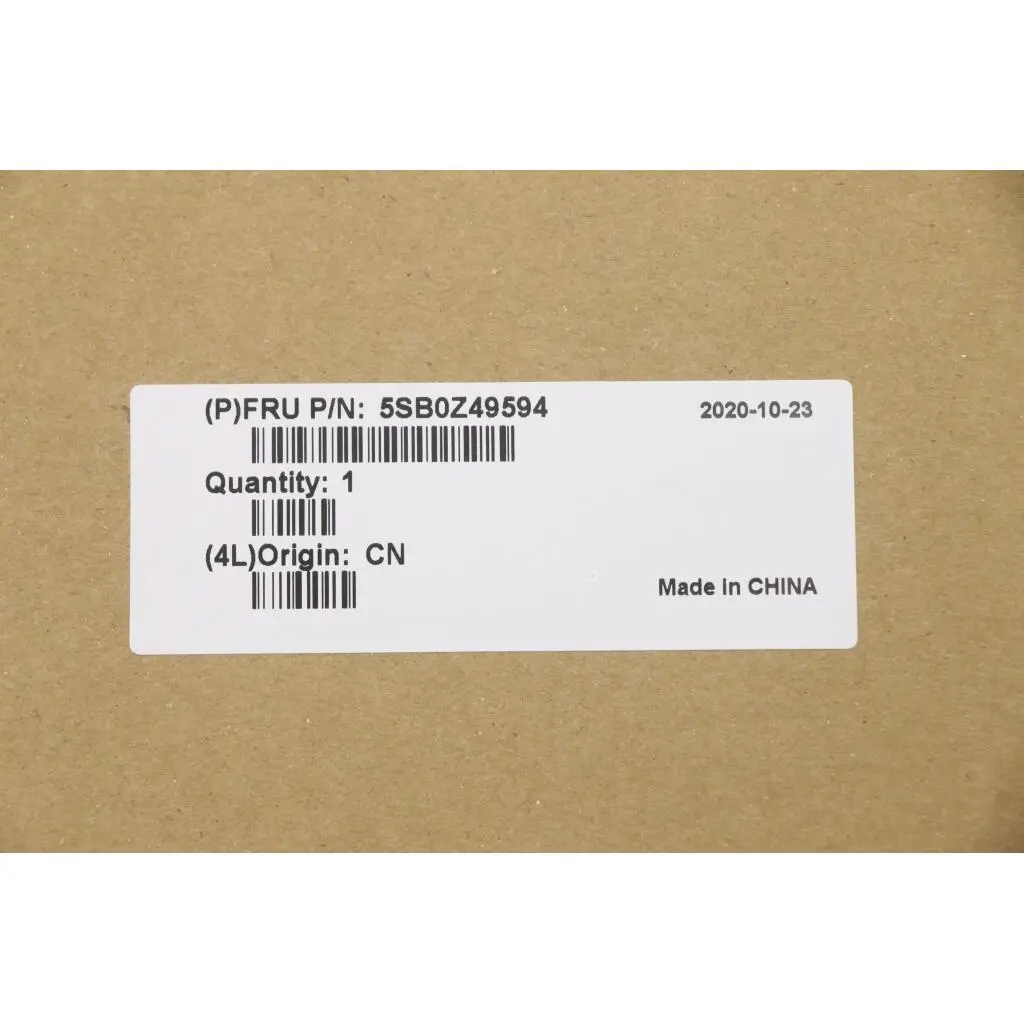 (P)FRU P/N: 5SB0Z49594
2020-10-23
Quantity: 1
(4L)Origin: CN
Made in CHINA